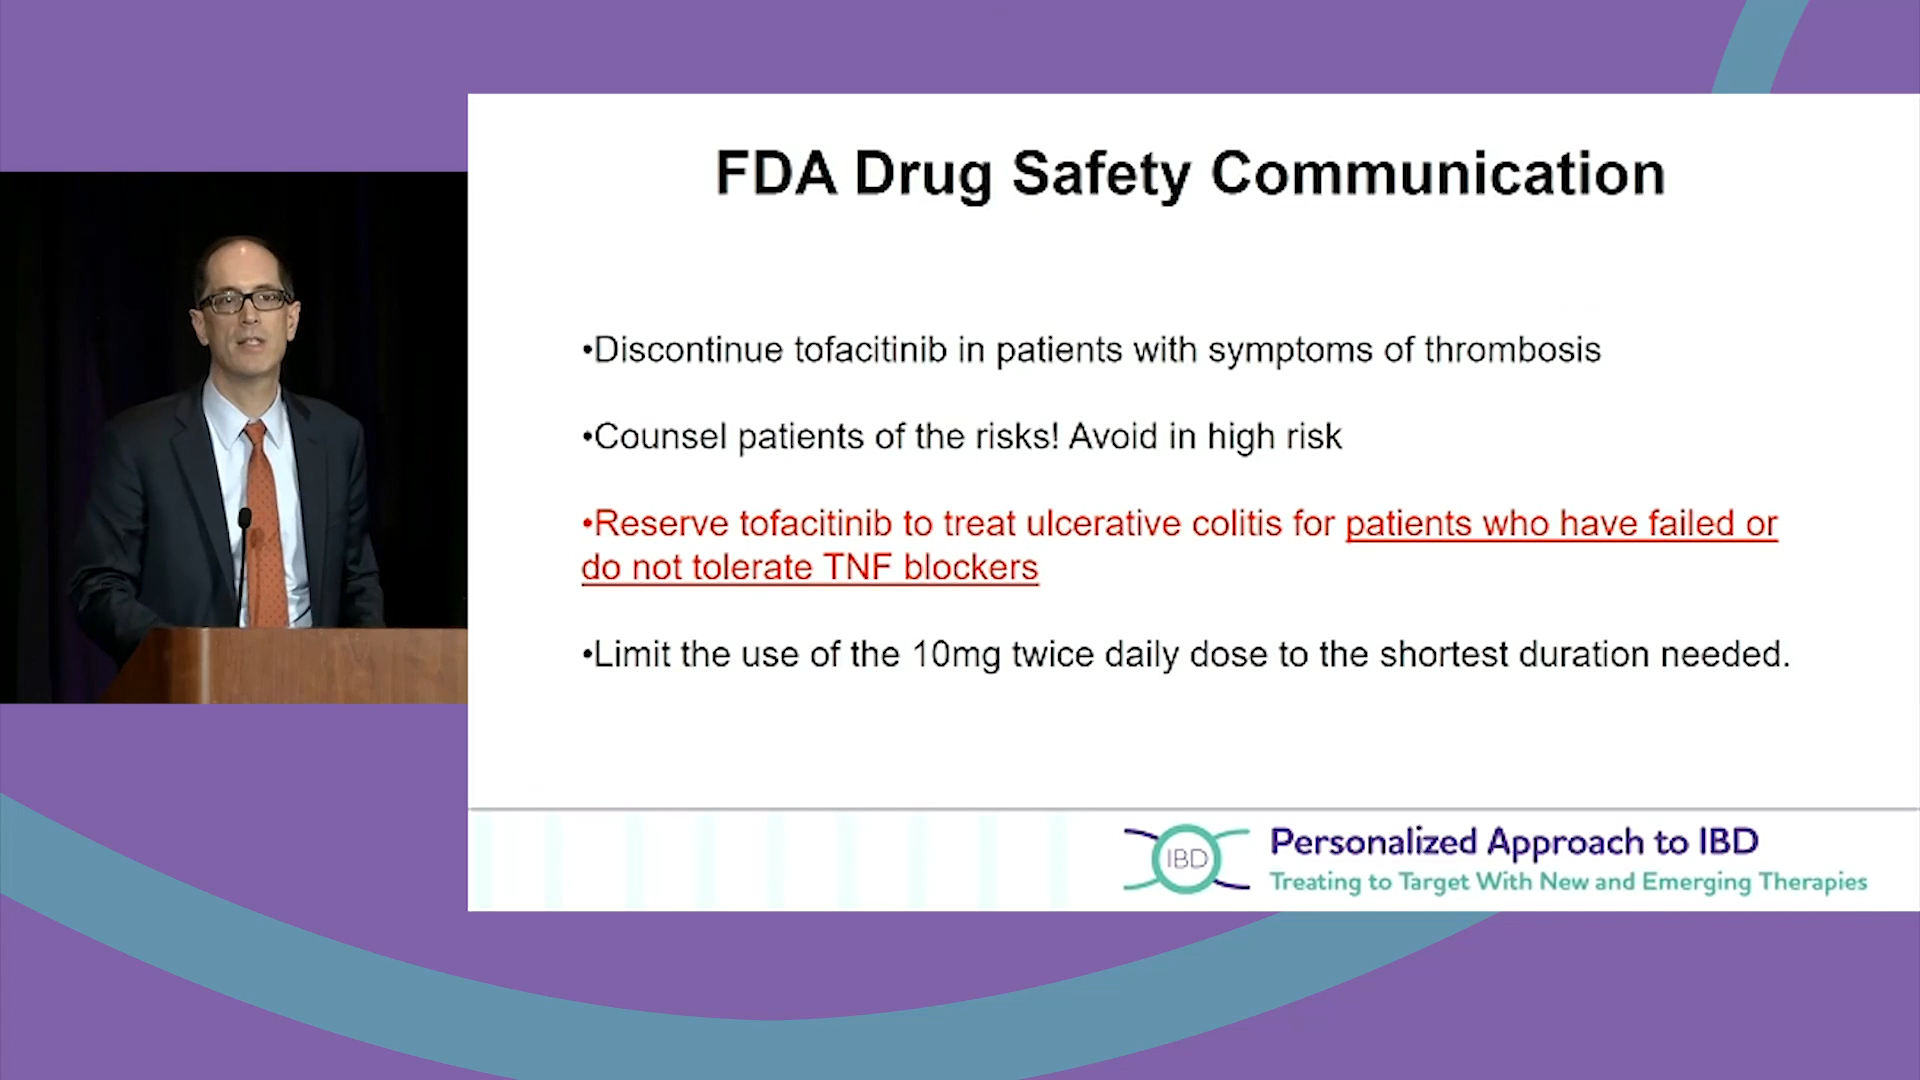 FDA Drug Safety Communication
•Discontinue tofacitinib in patients with symptoms of thrombosis
•Counsel patients of the risks! Avoid in high risk
•Reserve tofacitinib to treat ulcerative colitis for patients who have failed or
do not tolerate TNF blockers
•Limit the use of the 10mg twice daily dose to the shortest duration needed.
IBD
Personalized Approach to IBD
Treating to Target With New and Emerging Therapies